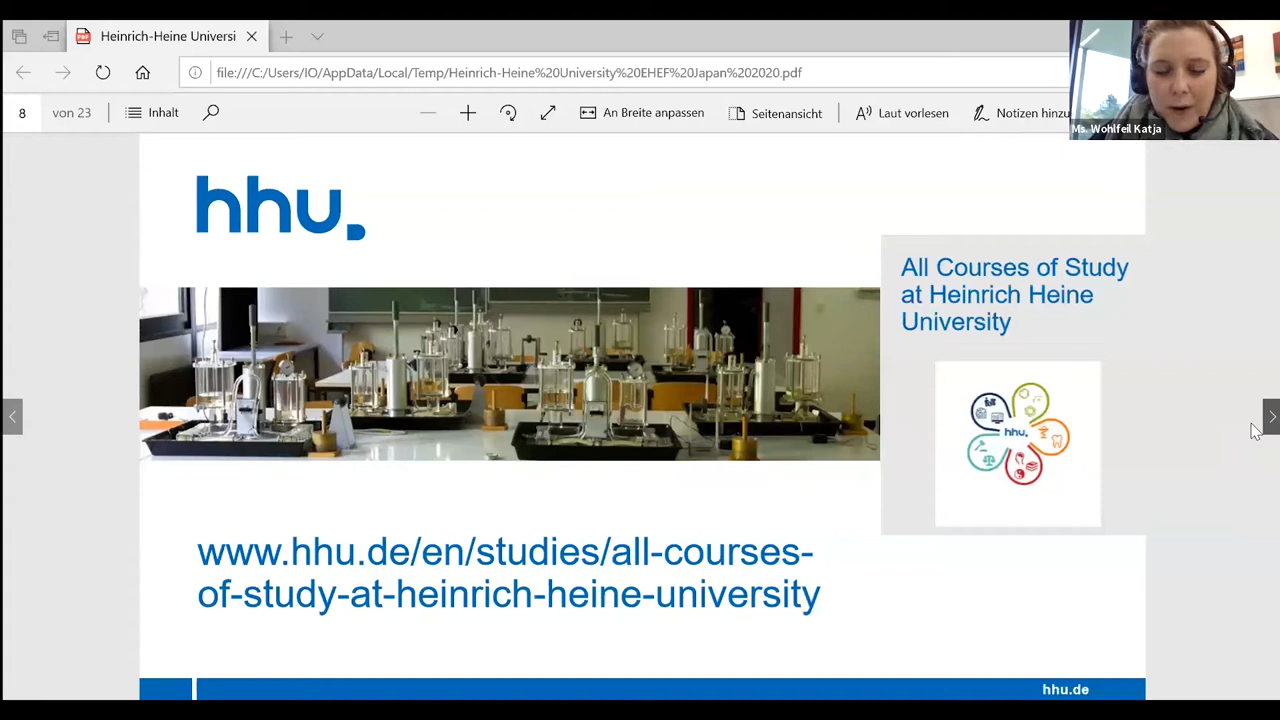 Heinrich-Heine Universi
file:///C:/Users/IO/AppData/Local/Temp/Heinrich-Heine%20University%20EHEF%20Japan%202020.pdf
8 von 23 Inhalt An Breite anpassen Seitenansicht Laut vorlesen Notizen hinzu
Ms. Wohlfeil Katja
hhu.
All Courses of Study
at Heinrich Heine
University
hhu.
www.hhu.de/en/studies/all-courses-
of-study-at-heinrich-heine-university
hhu.de